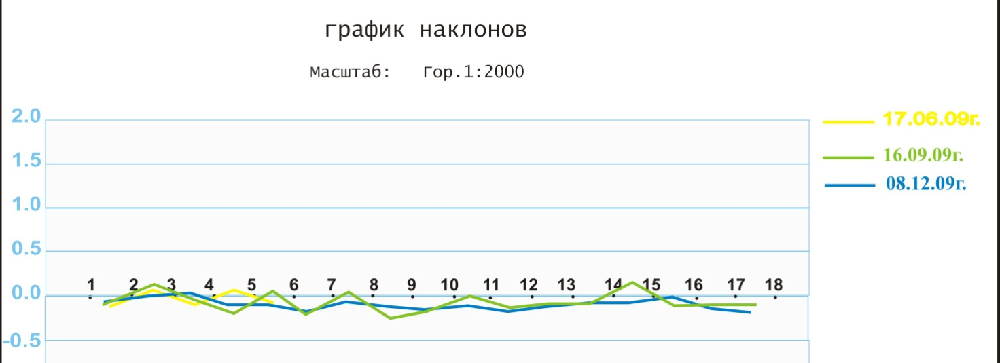 график наклонов
Масштаб: Гор.1:2000
2.0
17.06.09г.
1.5
16.09.09г.
08.12.09г.
1.0
0.5
1 2 3 4 5 6 7 8 9 10 11 12 13 14 15 16 17 18
0.0
-0.5